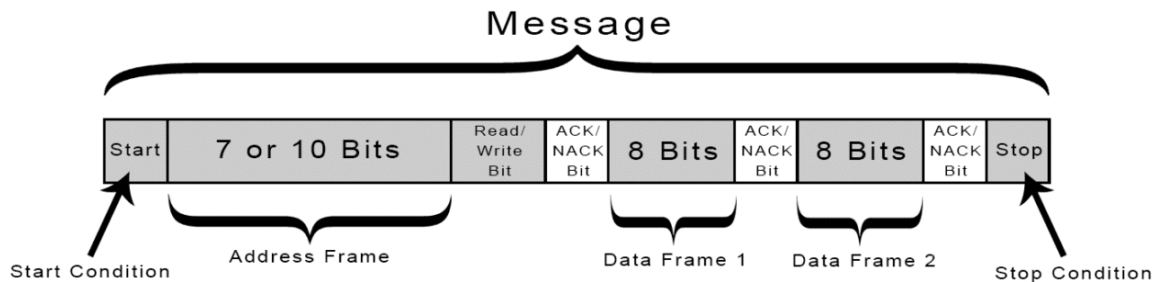 Message
Start
7 or 10 Bits
Read/
Write
Bit
ACK/
NACK
Bit
8 Bits
ACK/
NACK
Bit
8 Bits
ACK/
NACK
Bit
Stop
Start Condition
Address Frame
Data Frame 1
Data Frame 2
Stop Condition